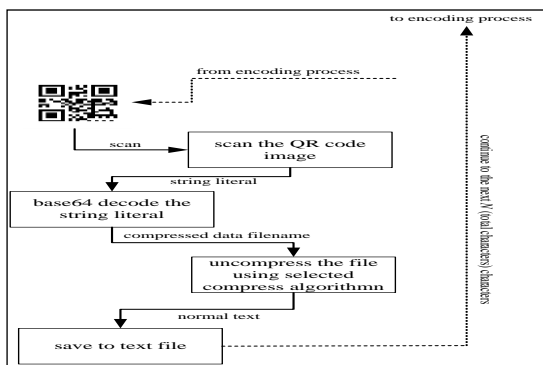 to encoding process
from encoding process
scan
scan the QR code
image
string literal
base64 decode the
string literal
compressed data filename
uncompress the file
using selected
compress algorithmn
normal text
save to text file
continue to the next N (total characters) characters